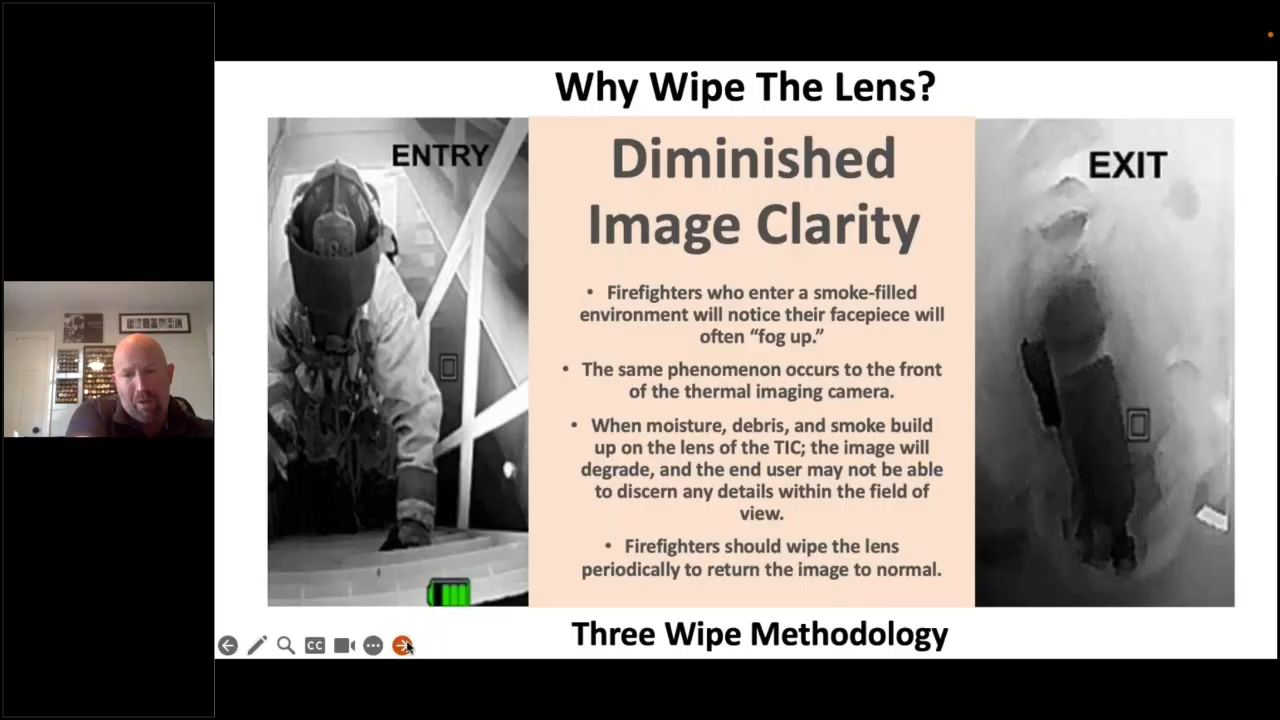 Why Wipe The Lens?
ENTRY
Diminished
Image Clarity
• Firefighters who enter a smoke-filled
environment will notice their facepiece will
often “fog up.”
• The same phenomenon occurs to the front
of the thermal imaging camera.
• When moisture, debris, and smoke build
up on the lens of the TIC; the image will
degrade, and the end user may not be able
to discern any details within the field of
view.
• Firefighters should wipe the lens
periodically to return the image to normal.
EXIT
Three Wipe Methodology
CC